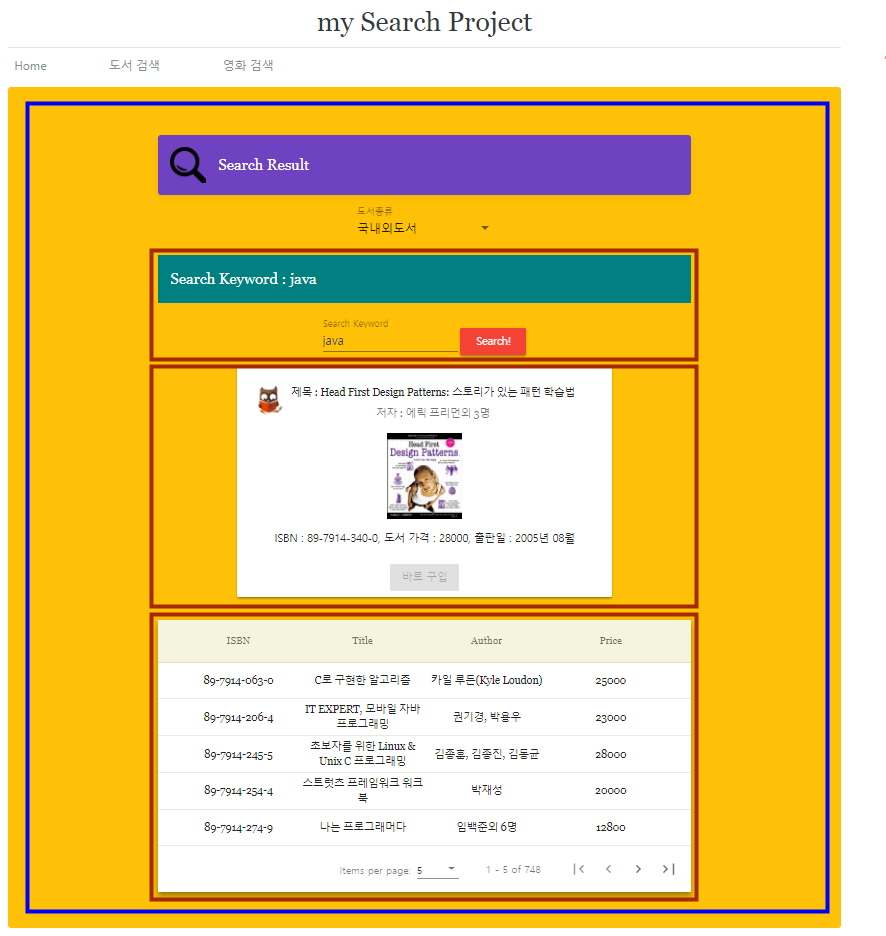 my Search Project
Home 도서 검색 영화 검색
Search Result
도서종류
국내외도서
Search Keyword : java
Search Keyword
java Search!
제목 : Head First Design Patterns: 스토리가 있는 패턴 학습법
저자 : 에릭 프리먼외 3명
Head First
Design Patterns
ISBN : 89-7914-340-0, 도서 가격 : 28000, 출판일 : 2005년 08월
바로 구입
ISBN Title Author Price
89-7914-063-0 C로 구현한 알고리즘 카일 루든(Kyle Loudon) 25000
IT EXPERT, 모바일 자바
89-7914-206-4 프로그래밍 권기경, 박용우 23000
초보자를 위한 Linux &
89-7914-245-5 Unix C 프로그래밍 김종훈, 김종진, 김동균 28000
스트럿츠 프레임워크 워크
89-7914-254-4 북 박재성 20000
89-7914-274-9 나는 프로그래머다 임백준외 6명 12800
Items per page: 5 1 - 5 of 748